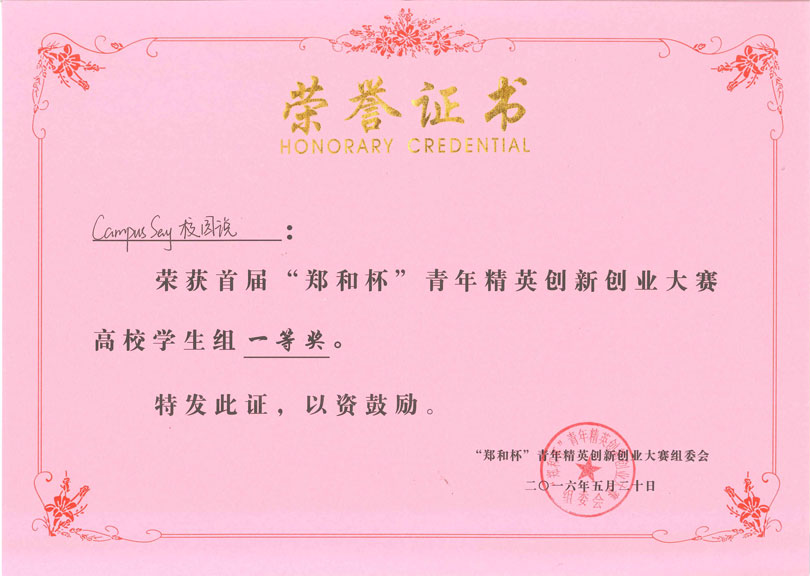 荣誉证书
HONORARY CREDENTIAL
Campus Say 校园说：
荣获首届“郑和杯”青年精英创新创业大赛
高校学生组一等奖。
特发此证，以资鼓励。
“郑和杯”青年精英创新创业大赛组委会
二〇一六年五月二十日
“郑和杯”青年精英创新创业大赛
组委会